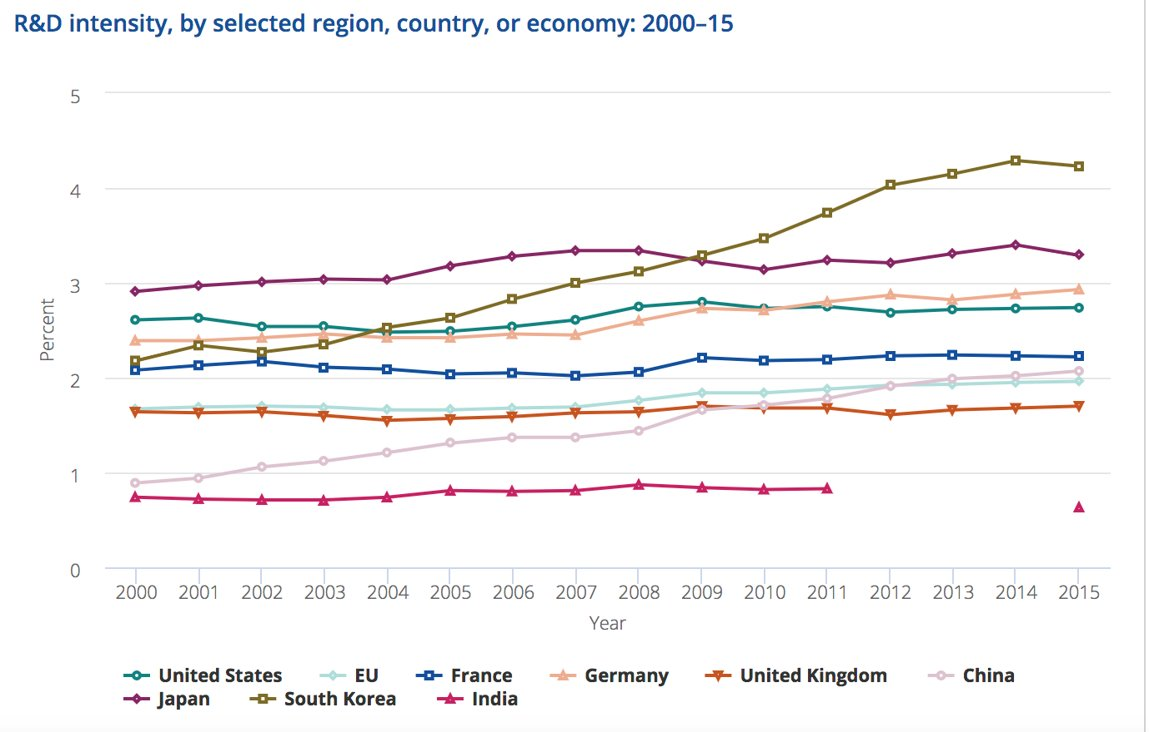 R&D intensity, by selected region, country, or economy: 2000–15
5
4
3
2
1
0
Percent
2000 2001 2002 2003 2004 2005 2006 2007 2008 2009 2010 2011 2012 2013 2014 2015
Year
United States EU France Germany United Kingdom China
Japan South Korea India